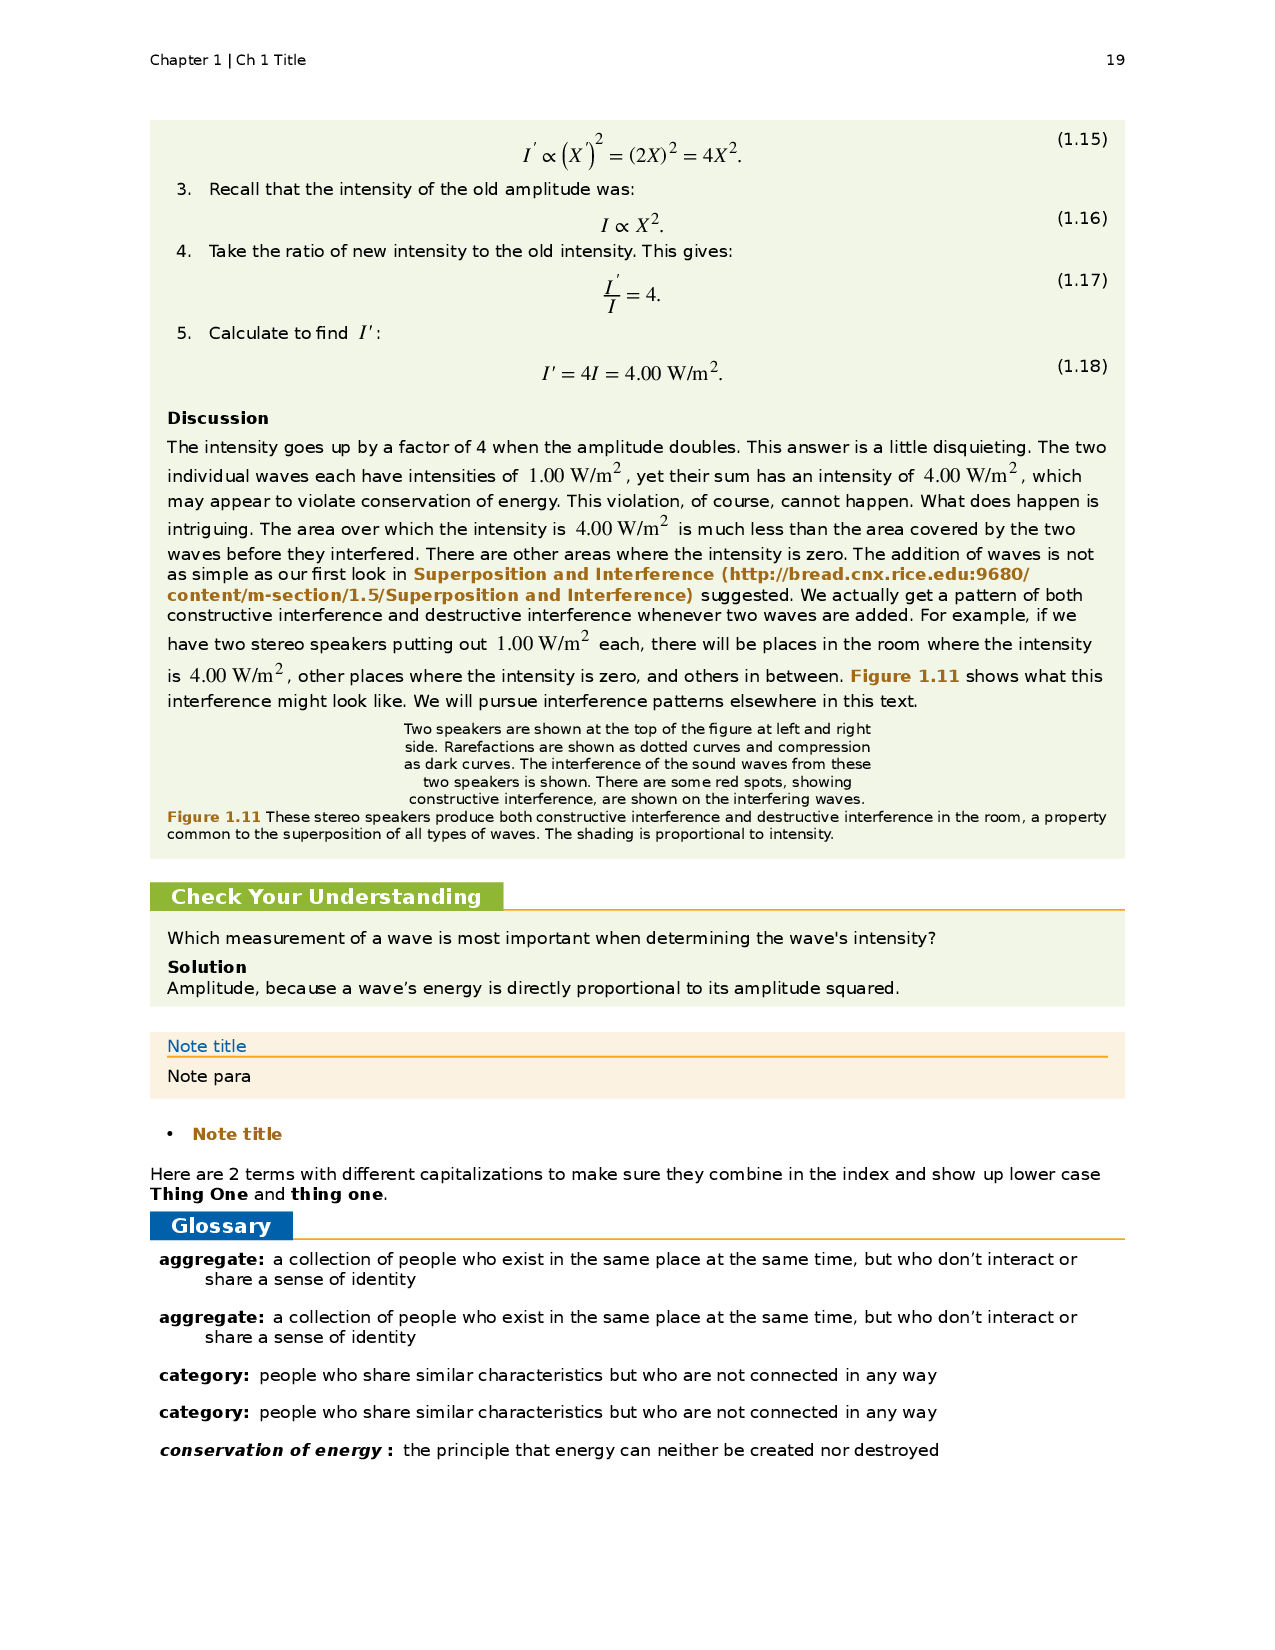 Chapter 1 | Ch 1 Title 19
I′ ∝ (X′)² = (2X)² = 4X². (1.15)
3. Recall that the intensity of the old amplitude was:
I ∝ X². (1.16)
4. Take the ratio of new intensity to the old intensity. This gives:
I′/I = 4. (1.17)
5. Calculate to find I′:
I′ = 4I = 4.00 W/m². (1.18)
Discussion
The intensity goes up by a factor of 4 when the amplitude doubles. This answer is a little disquieting. The two
individual waves each have intensities of 1.00 W/m², yet their sum has an intensity of 4.00 W/m², which
may appear to violate conservation of energy. This violation, of course, cannot happen. What does happen is
intriguing. The area over which the intensity is 4.00 W/m² is much less than the area covered by the two
waves before they interfered. There are other areas where the intensity is zero. The addition of waves is not
as simple as our first look in Superposition and Interference (http://bread.cnx.rice.edu:9680/
content/m-section/1.5/Superposition and Interference) suggested. We actually get a pattern of both
constructive interference and destructive interference whenever two waves are added. For example, if we
have two stereo speakers putting out 1.00 W/m² each, there will be places in the room where the intensity
is 4.00 W/m², other places where the intensity is zero, and others in between. Figure 1.11 shows what this
interference might look like. We will pursue interference patterns elsewhere in this text.
Two speakers are shown at the top of the figure at left and right
side. Rarefactions are shown as dotted curves and compression
as dark curves. The interference of the sound waves from these
two speakers is shown. There are some red spots, showing
constructive interference, are shown on the interfering waves.
Figure 1.11 These stereo speakers produce both constructive interference and destructive interference in the room, a property
common to the superposition of all types of waves. The shading is proportional to intensity.
Check Your Understanding
Which measurement of a wave is most important when determining the wave's intensity?
Solution
Amplitude, because a wave’s energy is directly proportional to its amplitude squared.
Note title
Note para
• Note title
Here are 2 terms with different capitalizations to make sure they combine in the index and show up lower case
Thing One and thing one.
Glossary
aggregate: a collection of people who exist in the same place at the same time, but who don’t interact or
share a sense of identity
aggregate: a collection of people who exist in the same place at the same time, but who don’t interact or
share a sense of identity
category: people who share similar characteristics but who are not connected in any way
category: people who share similar characteristics but who are not connected in any way
conservation of energy : the principle that energy can neither be created nor destroyed